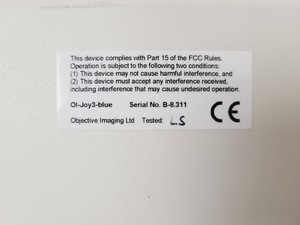 This device complies with Part 15 of the FCC Rules.
Operation is subject to the following two conditions:
(1) This device may not cause harmful interference, and
(2) This device must accept any interference received,
including interference that may cause undesired operation.
OI-Joy3-blue Serial No. B-8.311
Objective Imaging Ltd Tested: LS
CE